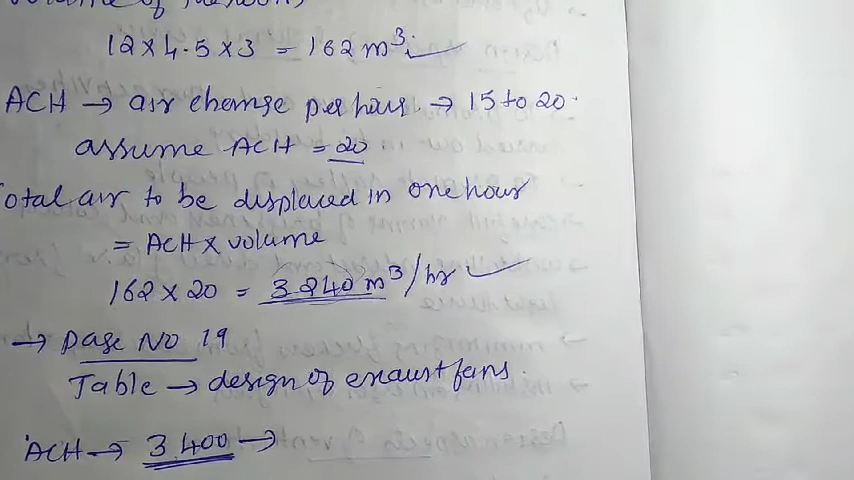 volume of
12 x 4.5 x 3 = 162 m³.
ACH → air change per hour. → 15 to 20.
assume ACH = 20
Total air to be displaced in one hour
= ACH x volume
162 x 20 = 3240 m³/hr
→ Page No 19
Table → design of exhaust fans.
ACH → 3400 →